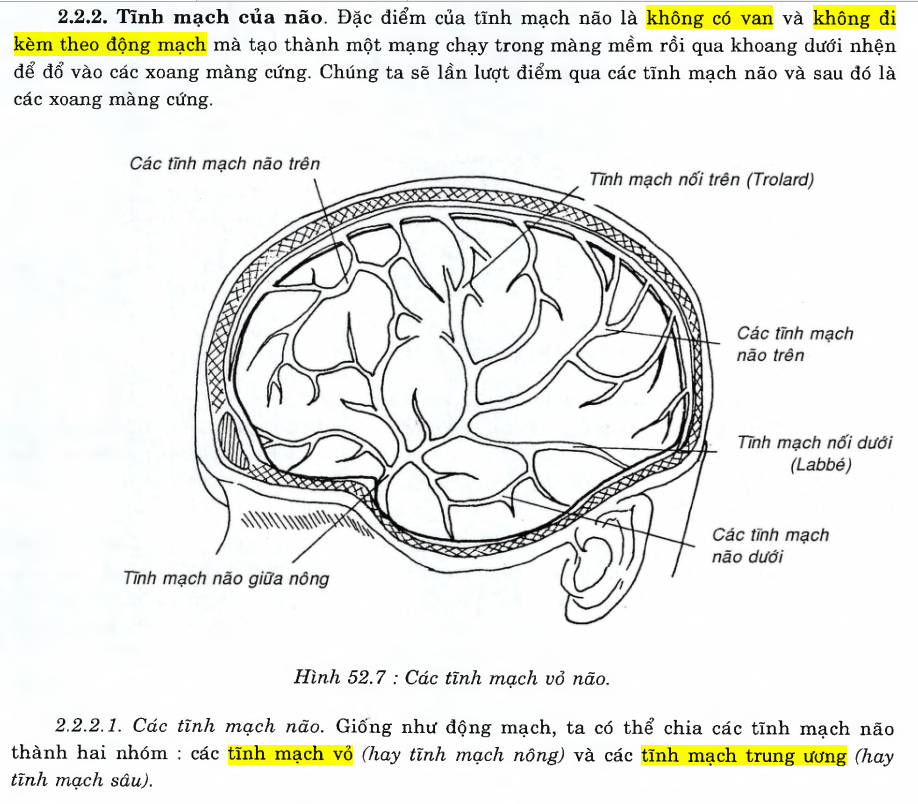 2.2.2. Tĩnh mạch của não. Đặc điểm của tĩnh mạch não là không có van và không đi
kèm theo động mạch mà tạo thành một mạng chạy trong màng mềm rồi qua khoang dưới nhện
để đổ vào các xoang màng cứng. Chúng ta sẽ lần lượt điểm qua các tĩnh mạch não và sau đó là
các xoang màng cứng.
Các tĩnh mạch não trên
Tĩnh mạch nối trên (Trolard)
Các tĩnh mạch
não trên
Tĩnh mạch nối dưới
(Labbé)
Các tĩnh mạch
não dưới
Tĩnh mạch não giữa nông
Hình 52.7 : Các tĩnh mạch vỏ não.
2.2.2.1. Các tĩnh mạch não. Giống như động mạch, ta có thể chia các tĩnh mạch não
thành hai nhóm : các tĩnh mạch vỏ (hay tĩnh mạch nông) và các tĩnh mạch trung ương (hay
tĩnh mạch sâu).